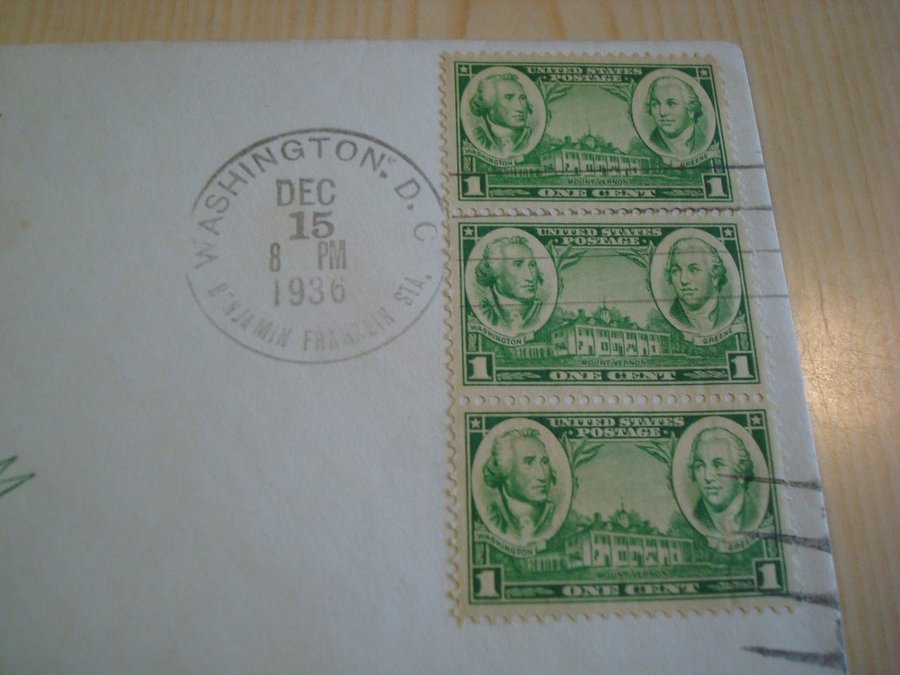 WASHINGTON, D. C.
DEC
15
8 PM
1936
BENJAMIN FRANKLIN STA.
UNITED STATES
POSTAGE
WASHINGTON
GREENE
MOUNT VERNON
1 ONE CENT 1
UNITED STATES
POSTAGE
WASHINGTON
GREENE
MOUNT VERNON
1 ONE CENT 1
UNITED STATES
POSTAGE
WASHINGTON
GREENE
MOUNT VERNON
1 ONE CENT 1